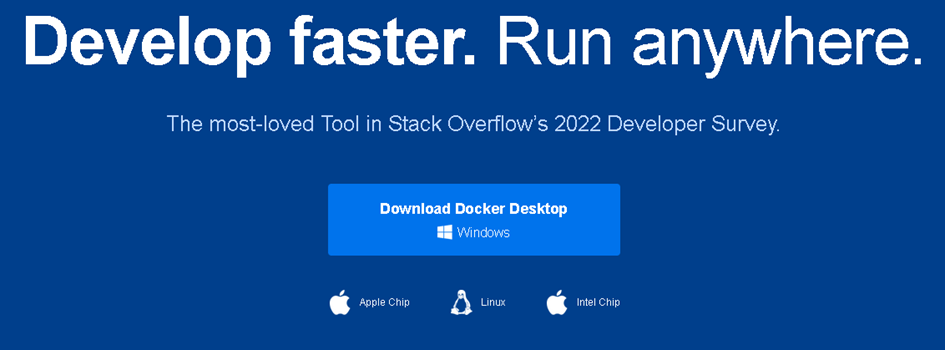 Develop faster. Run anywhere.
The most-loved Tool in Stack Overflow's 2022 Developer Survey.
Download Docker Desktop
Windows
Apple Chip Linux Intel Chip